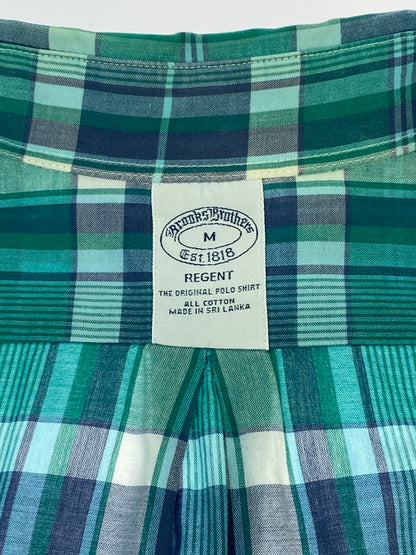 Brooks Brothers
M
Est. 1818
REGENT
THE ORIGINAL POLO SHIRT
ALL COTTON
MADE IN SRI LANKA